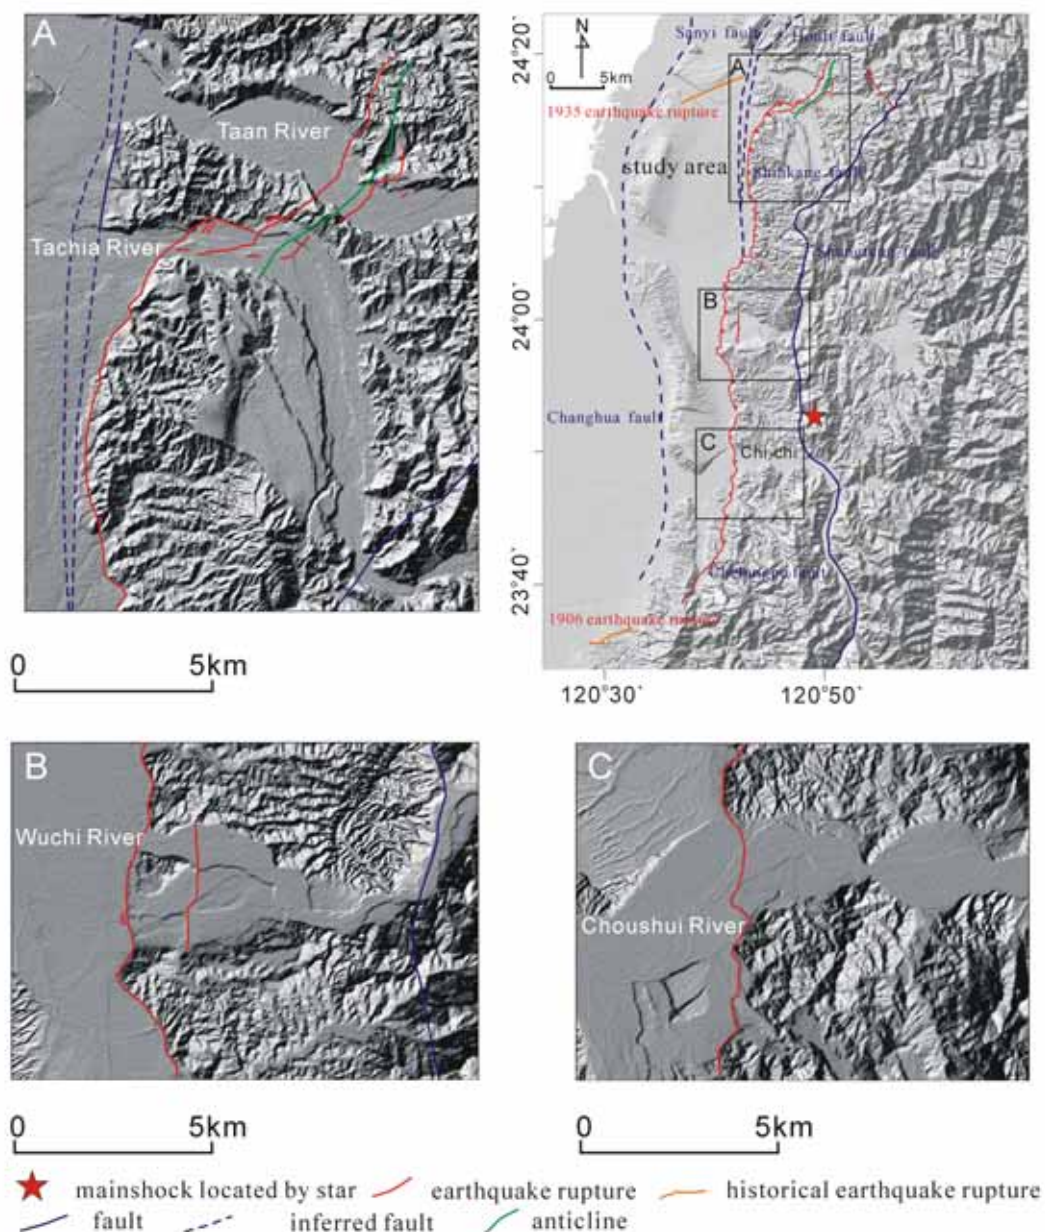 A
Taan River
Tachia River
0 5km
N
0 5km
Sanyi fault
1935 earthquake rupture
A
study area
B
Changhua fault
C
Chi-chi
1906 earthquake
24°20'
24°00'
23°40'
120°30' 120°50'
B
Wuchi River
0 5km
C
Choushui River
0 5km
mainshock located by star earthquake rupture historical earthquake rupture
fault inferred fault anticline